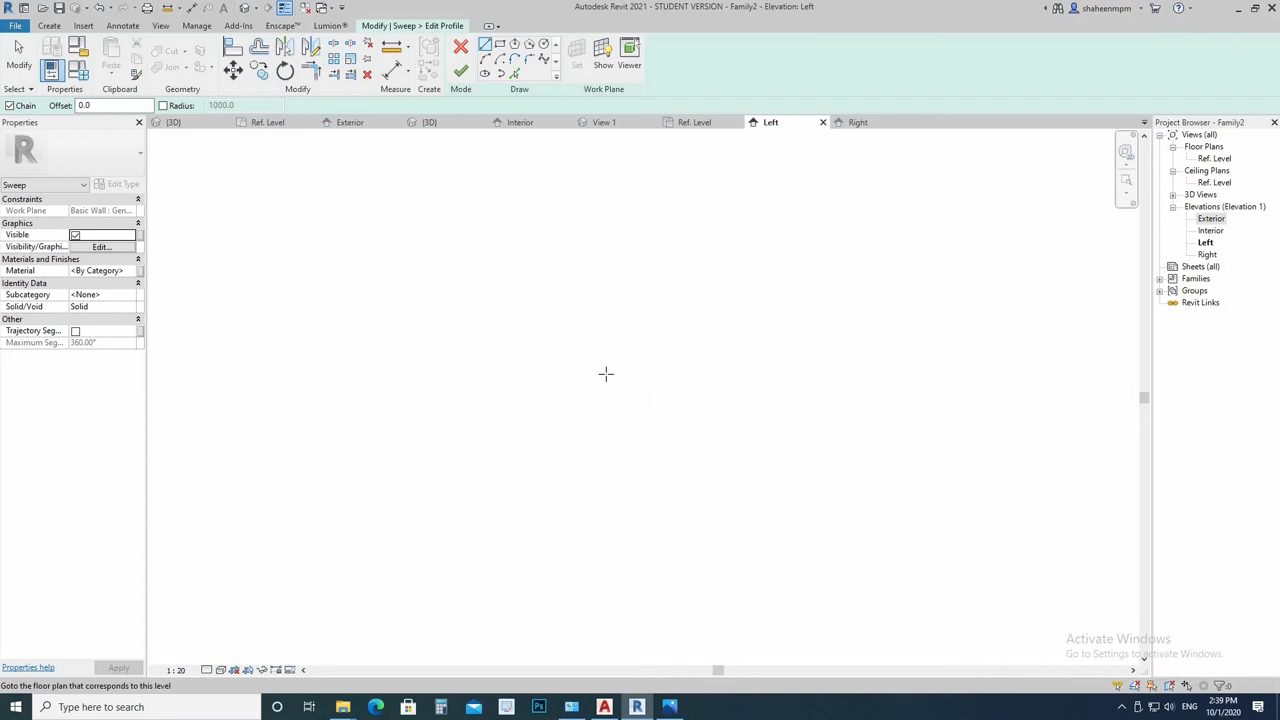 Autodesk Revit 2021 - STUDENT VERSION - Family2 - Elevation: Left
shaheenmpm
File Create Insert Annotate View Manage Add-Ins Enscape™ Lumion® Modify | Sweep > Edit Profile
Modify Paste Cut Join Set Show Viewer
Select Properties Clipboard Geometry Modify Measure Create Mode Draw Work Plane
Chain Offset: 0.0 Radius: 1000.0
Properties
{3D} Ref. Level Exterior {3D} Interior View 1 Ref. Level Left Right
Project Browser - Family2
Sweep Edit Type
Constraints
Work Plane Basic Wall : Gen...
Graphics
Visible
Visibility/Graphi... Edit...
Materials and Finishes
Material <By Category>
Identity Data
Subcategory <None>
Solid/Void Solid
Other
Trajectory Seg...
Maximum Seg... 360.00°
Properties help Apply
Views (all)
Floor Plans
Ref. Level
Ceiling Plans
Ref. Level
3D Views
Elevations (Elevation 1)
Exterior
Interior
Left
Right
Sheets (all)
Families
Groups
Revit Links
Activate Windows
Go to Settings to activate Windows.
1 : 20
Goto the floor plan that corresponds to this level
:0
Type here to search
2:39 PM
10/1/2020